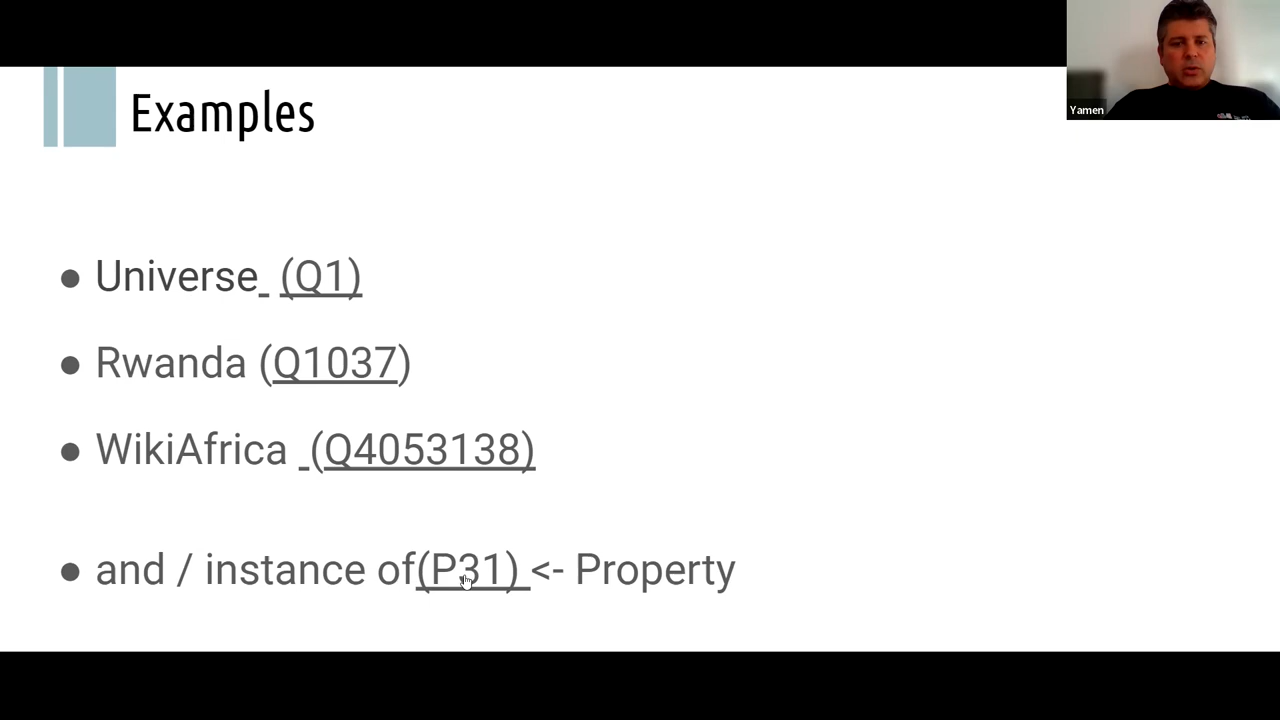 Yamen
Examples
● Universe  (Q1)
● Rwanda (Q1037)
● WikiAfrica  (Q4053138)
● and / instance of(P31) <- Property